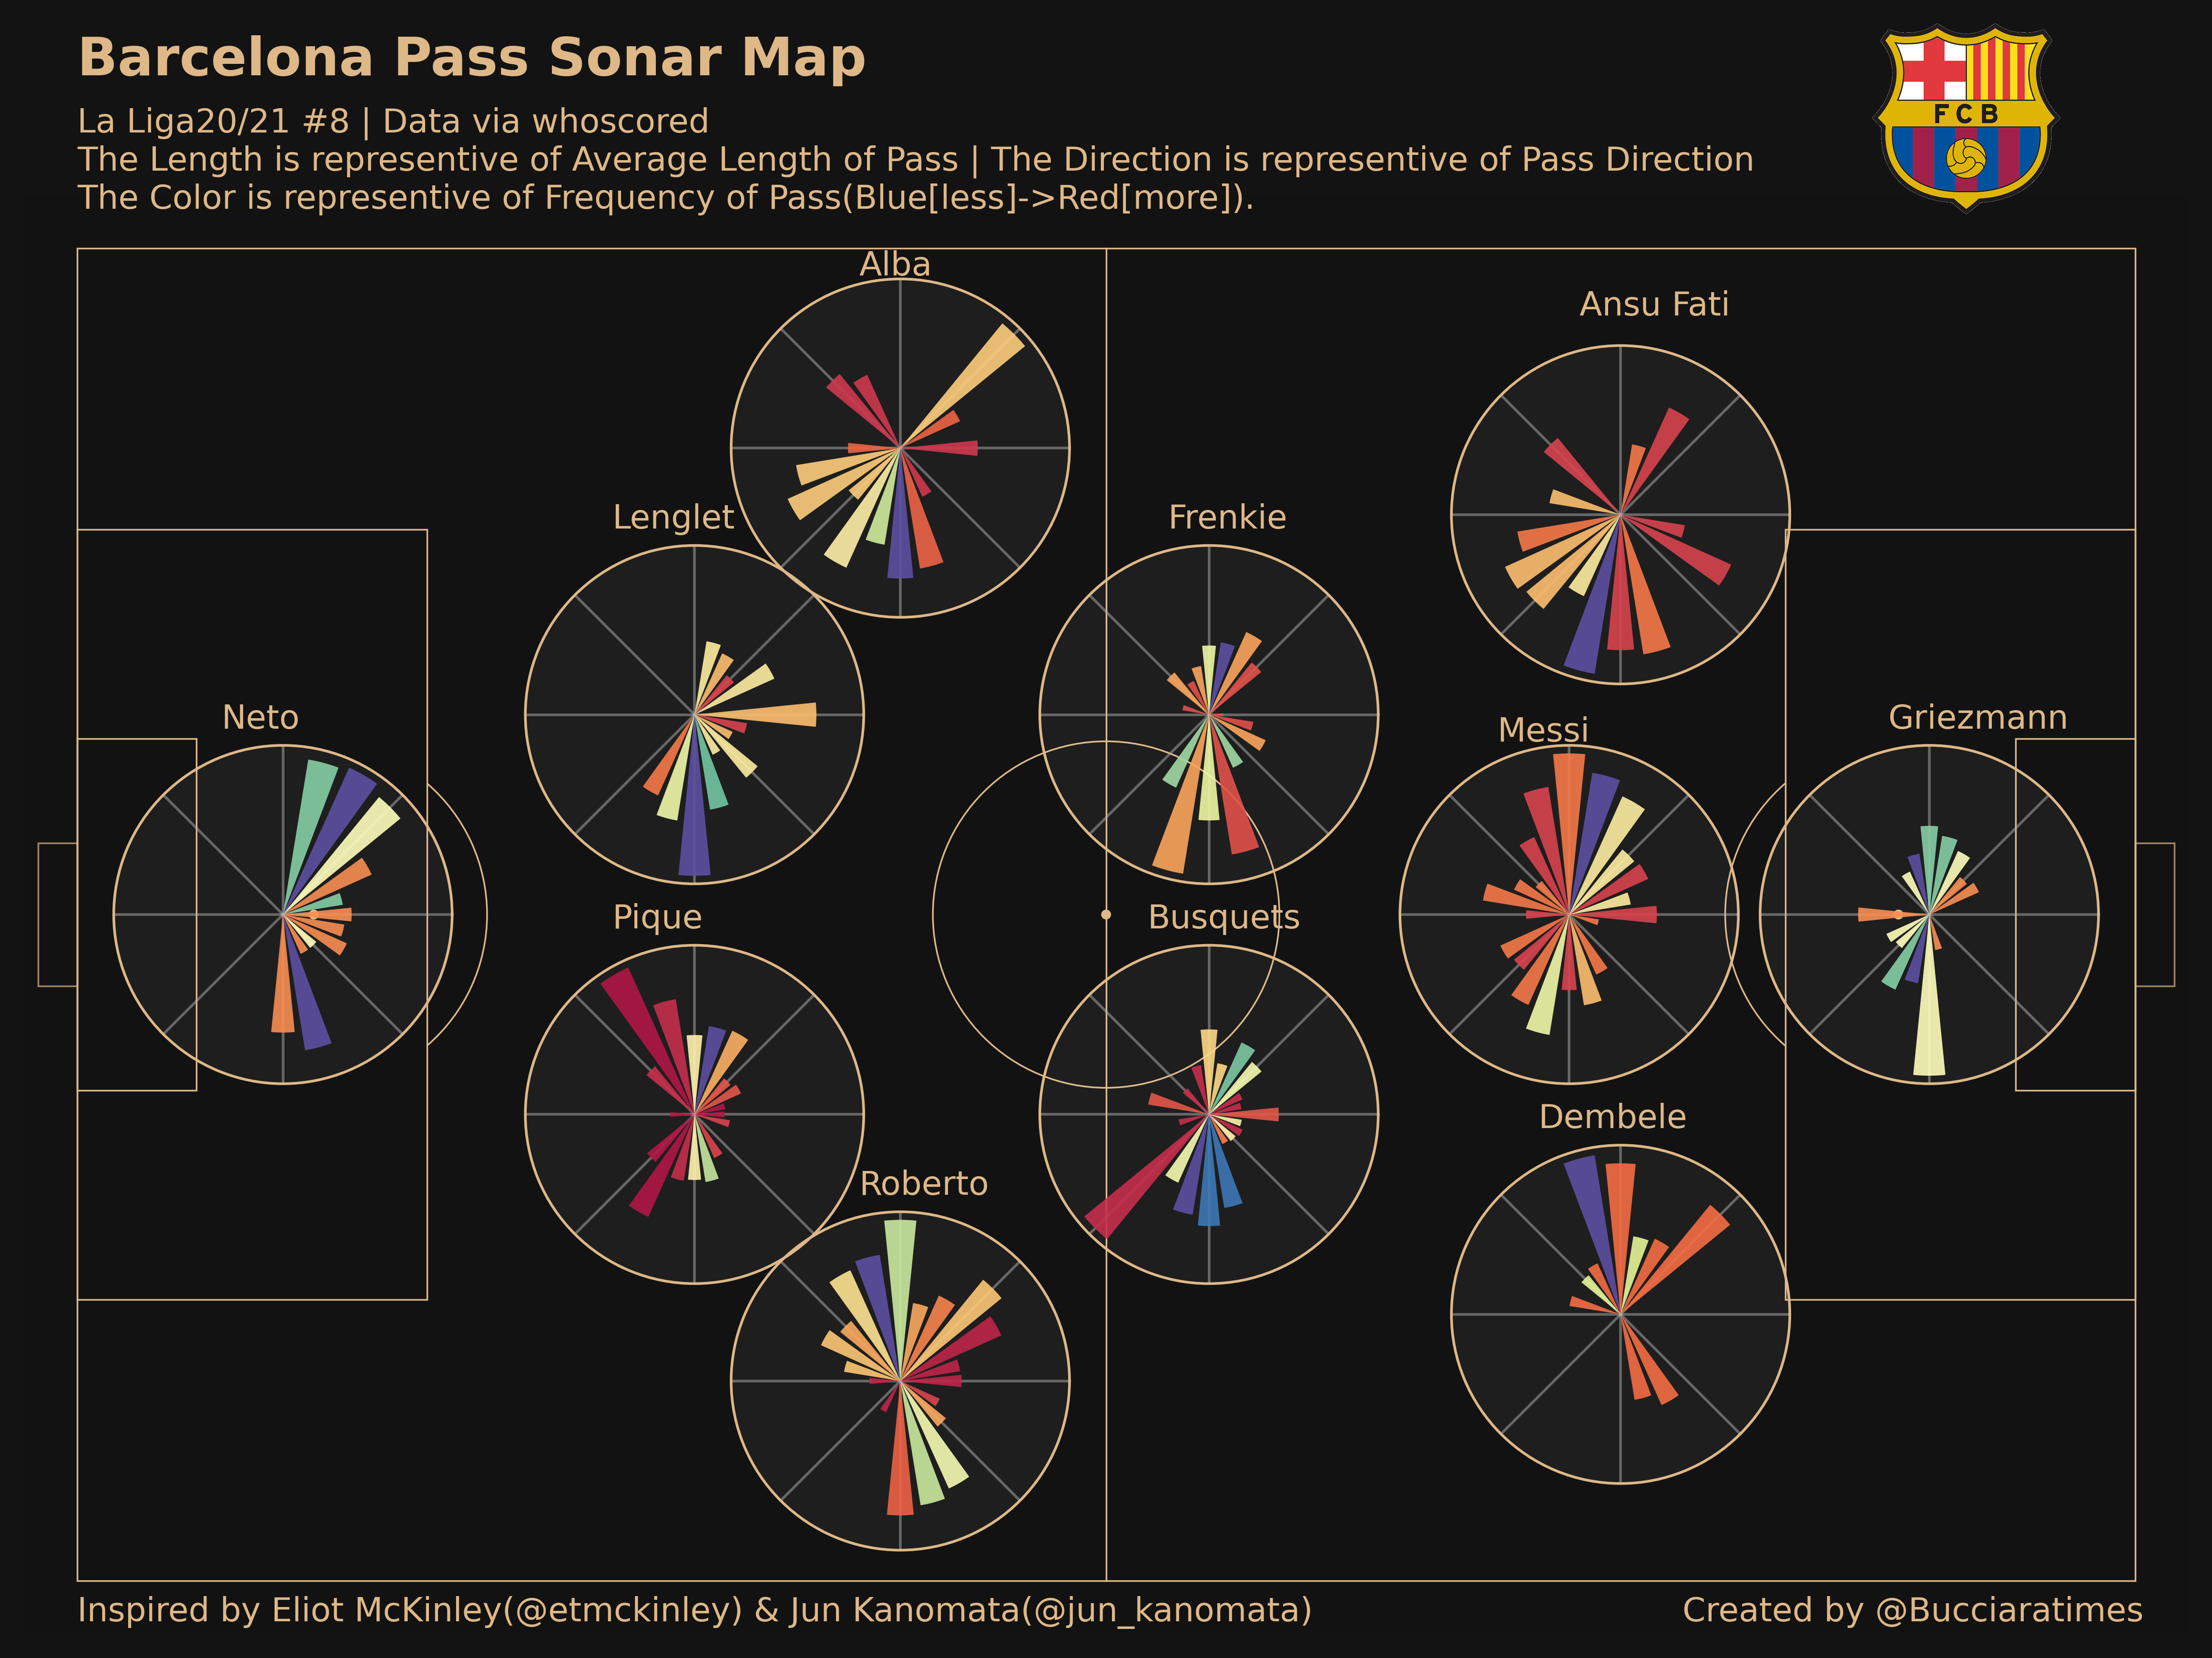 Barcelona Pass Sonar Map
La Liga20/21 #8 | Data via whoscored
The Length is representive of Average Length of Pass | The Direction is representive of Pass Direction
The Color is representive of Frequency of Pass(Blue[less]->Red[more]).
F C B
Alba
Ansu Fati
Lenglet
Frenkie
Neto
Messi
Griezmann
Pique
Busquets
Dembele
Roberto
Inspired by Eliot McKinley(@etmckinley) & Jun Kanomata(@jun_kanomata)
Created by @Bucciaratimes